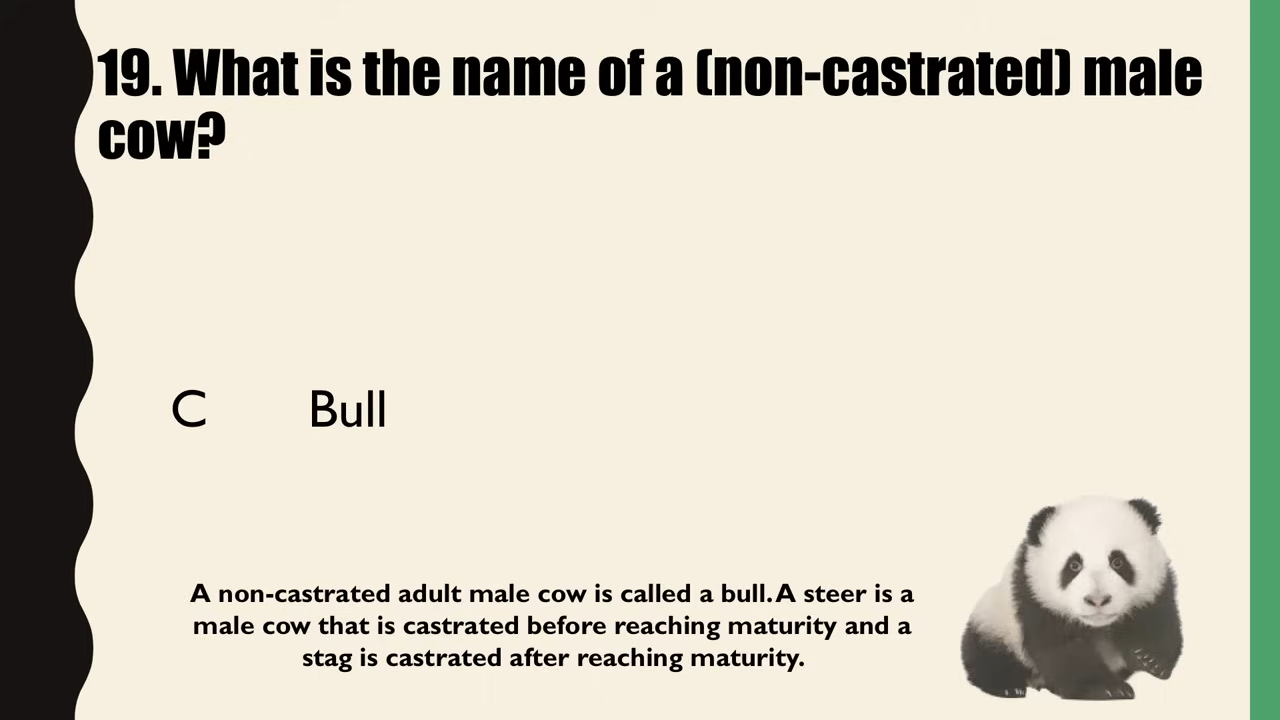 19. What is the name of a (non-castrated) male
cow?
C Bull
A non-castrated adult male cow is called a bull. A steer is a
male cow that is castrated before reaching maturity and a
stag is castrated after reaching maturity.